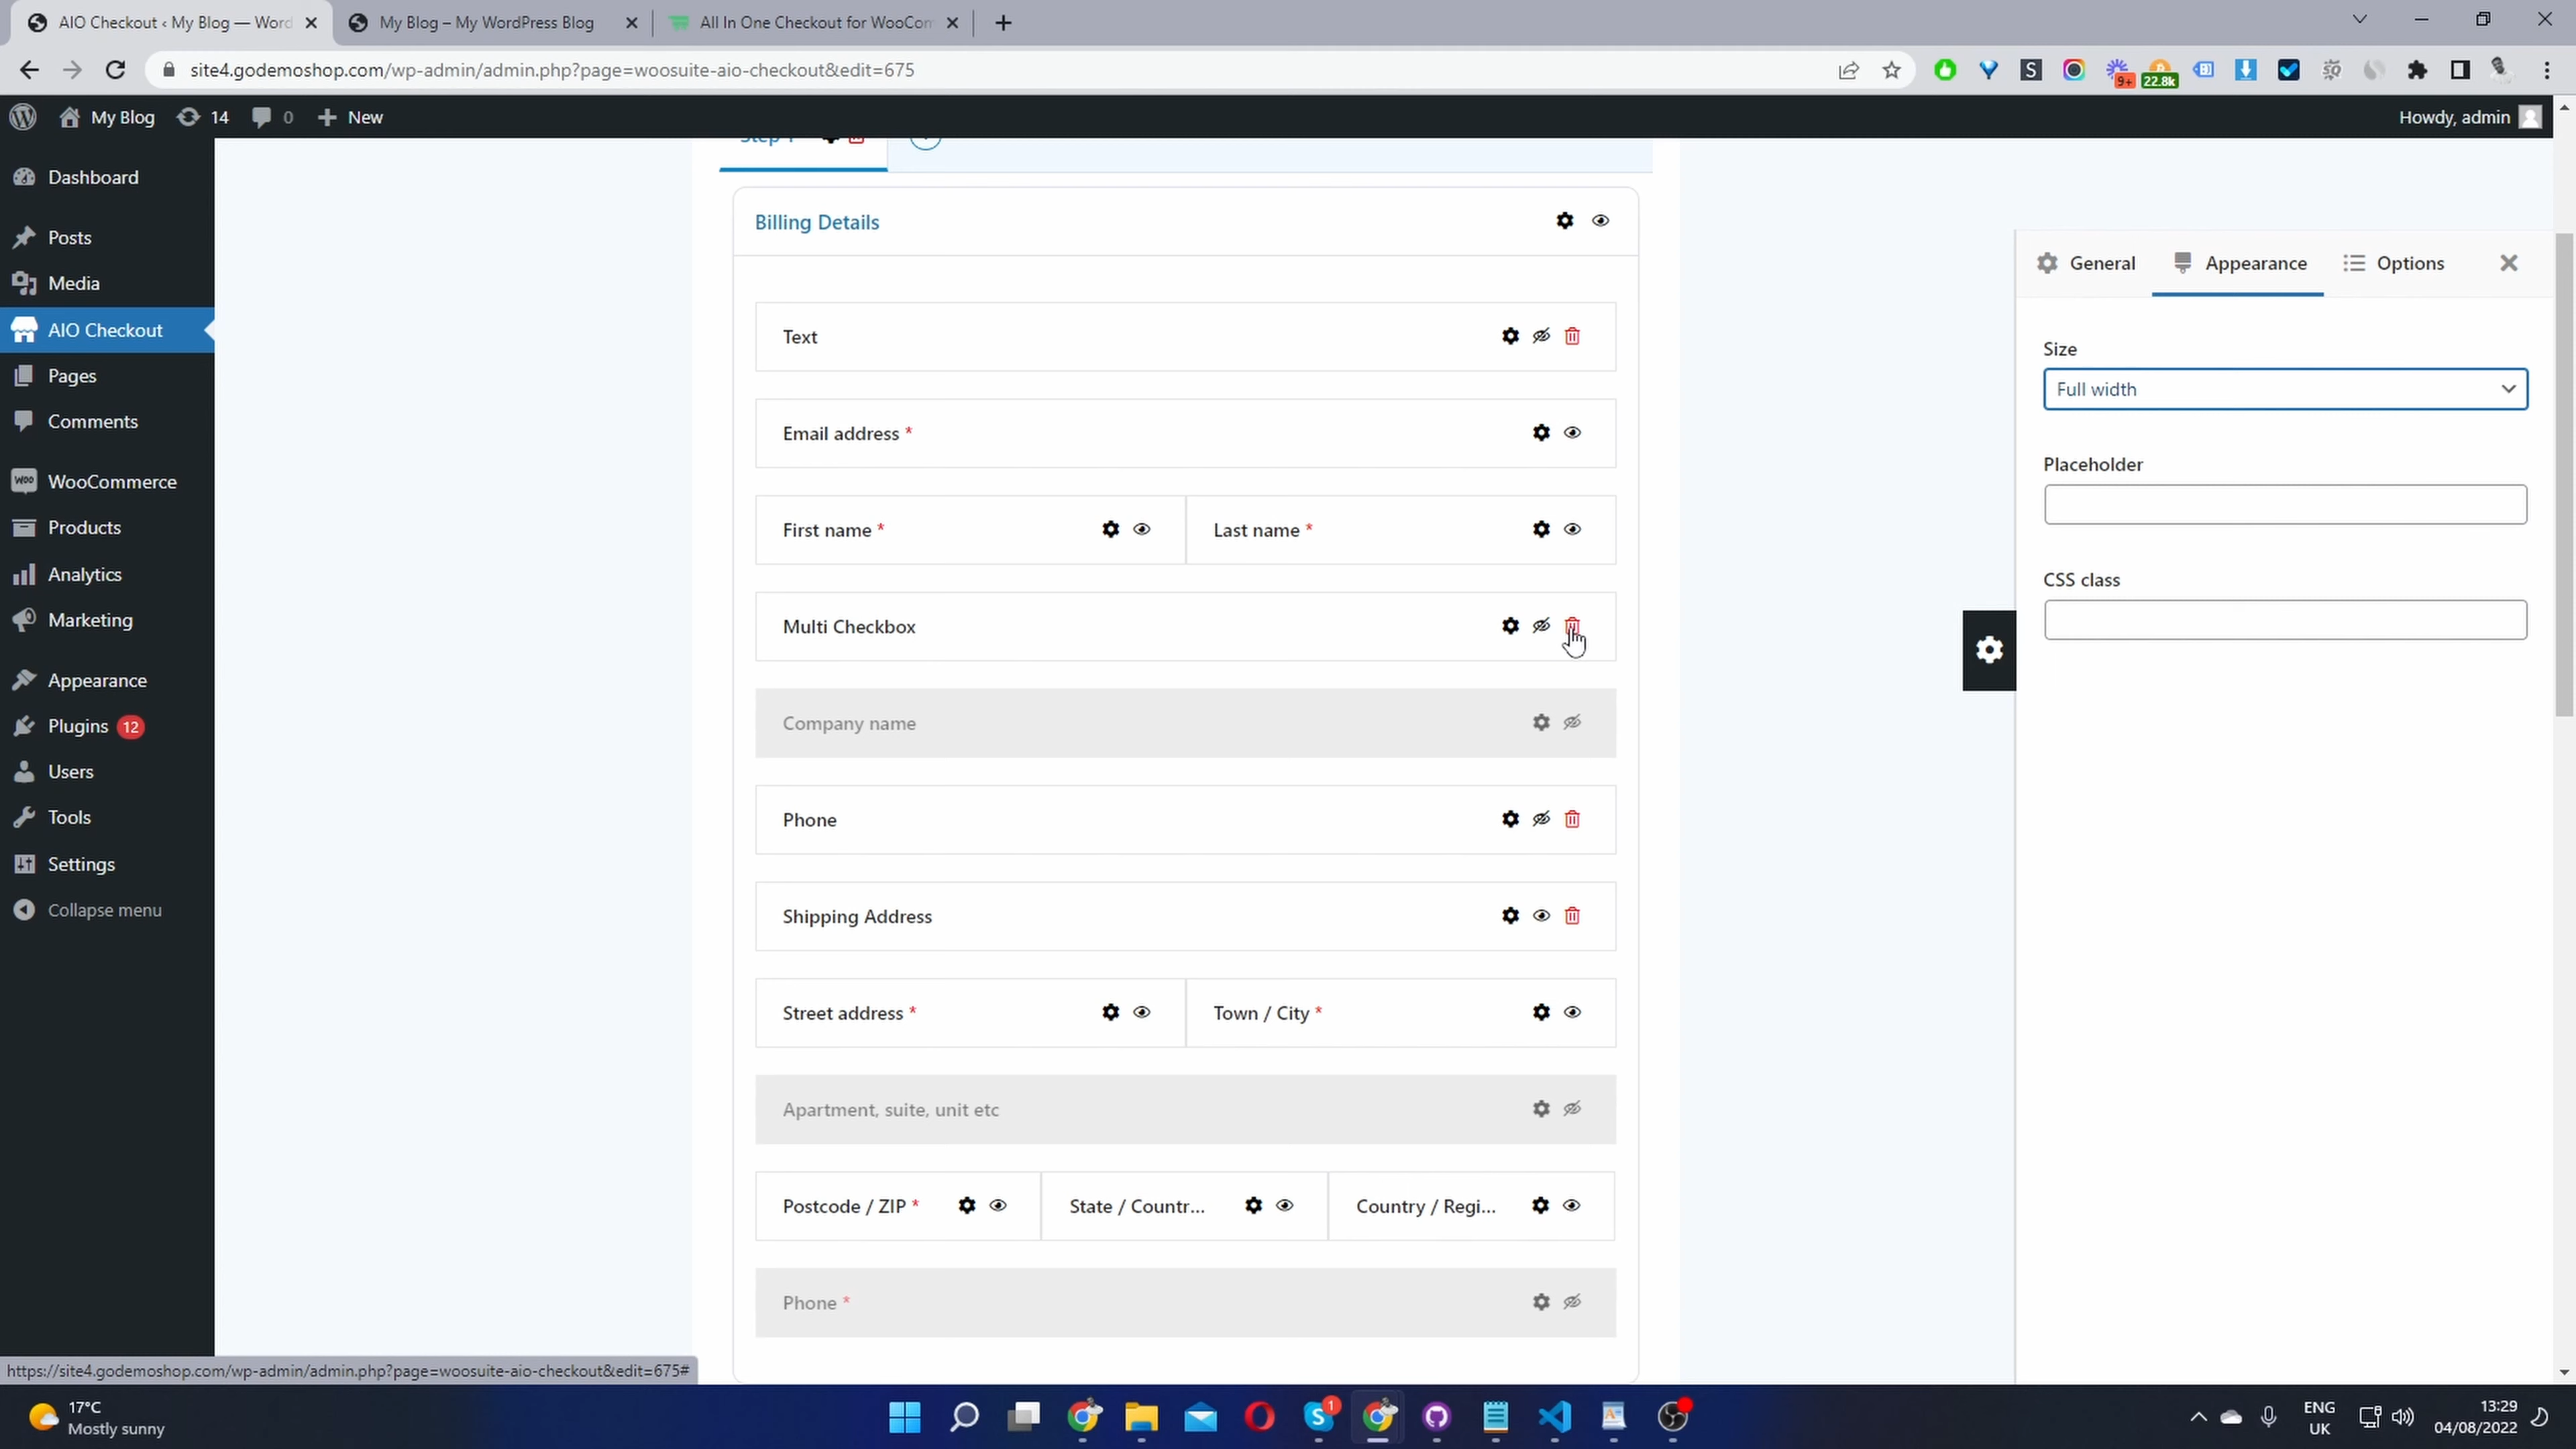 AIO Checkout ‹ My Blog — Word
My Blog – My WordPress Blog
All In One Checkout for WooCom
site4.godemoshop.com/wp-admin/admin.php?page=woosuite-aio-checkout&edit=675
9+
22.8k
My Blog
14
0
New
Howdy, admin
Dashboard
Posts
Media
AIO Checkout
Pages
Comments
WooCommerce
Products
Analytics
Marketing
Appearance
Plugins 12
Users
Tools
Settings
Collapse menu
Step 1
Billing Details
Text
Email address *
First name *
Last name *
Multi Checkbox
Company name
Phone
Shipping Address
Street address *
Town / City *
Apartment, suite, unit etc
Postcode / ZIP *
State / Countr...
Country / Regi...
Phone *
General
Appearance
Options
Size
Full width
Placeholder
CSS class
https://site4.godemoshop.com/wp-admin/admin.php?page=woosuite-aio-checkout&edit=675#
17°C
Mostly sunny
1
ENG
UK
13:29
04/08/2022